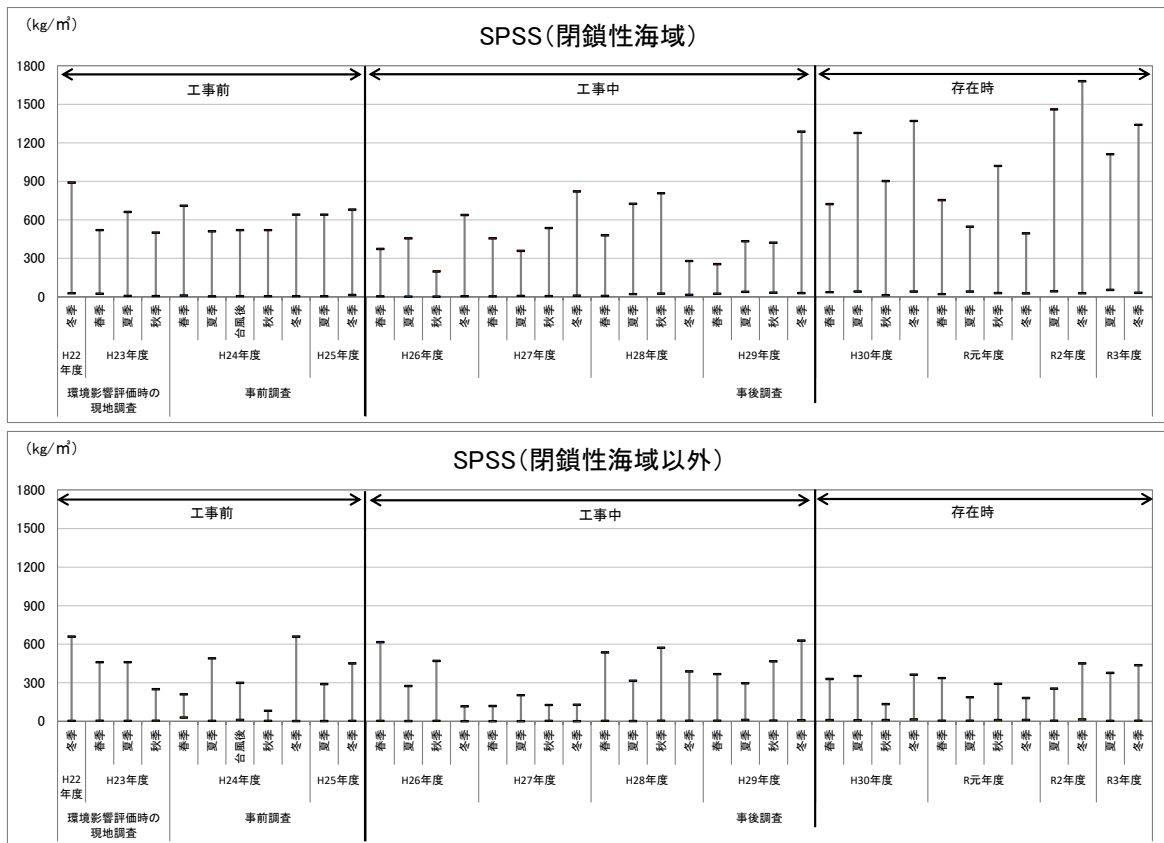 (kg/㎥)
SPSS(閉鎖性海域)
1800
1500
1200
900
600
300
0
工事前 工事中 存在時
冬季 春季 夏季 秋季 春季 夏季 台風後 秋季 冬季 夏季 冬季 春季 夏季 秋季 冬季 春季 夏季 秋季 冬季 春季 夏季 秋季 冬季 春季 夏季 秋季 冬季 春季 夏季 秋季 冬季 春季 夏季 秋季 冬季 夏季 冬季 夏季 冬季
H22年度 H23年度 H24年度 H25年度 H26年度 H27年度 H28年度 H29年度 H30年度 R元年度 R2年度 R3年度
環境影響評価時の 事前調査 事後調査
現地調査
(kg/㎥)
SPSS(閉鎖性海域以外)
1800
1500
1200
900
600
300
0
工事前 工事中 存在時
冬季 春季 夏季 秋季 春季 夏季 台風後 秋季 冬季 夏季 冬季 春季 夏季 秋季 冬季 春季 夏季 秋季 冬季 春季 夏季 秋季 冬季 春季 夏季 秋季 冬季 春季 夏季 秋季 冬季 春季 夏季 秋季 冬季 夏季 冬季 夏季 冬季
H22年度 H23年度 H24年度 H25年度 H26年度 H27年度 H28年度 H29年度 H30年度 R元年度 R2年度 R3年度
環境影響評価時の 事前調査 事後調査
現地調査